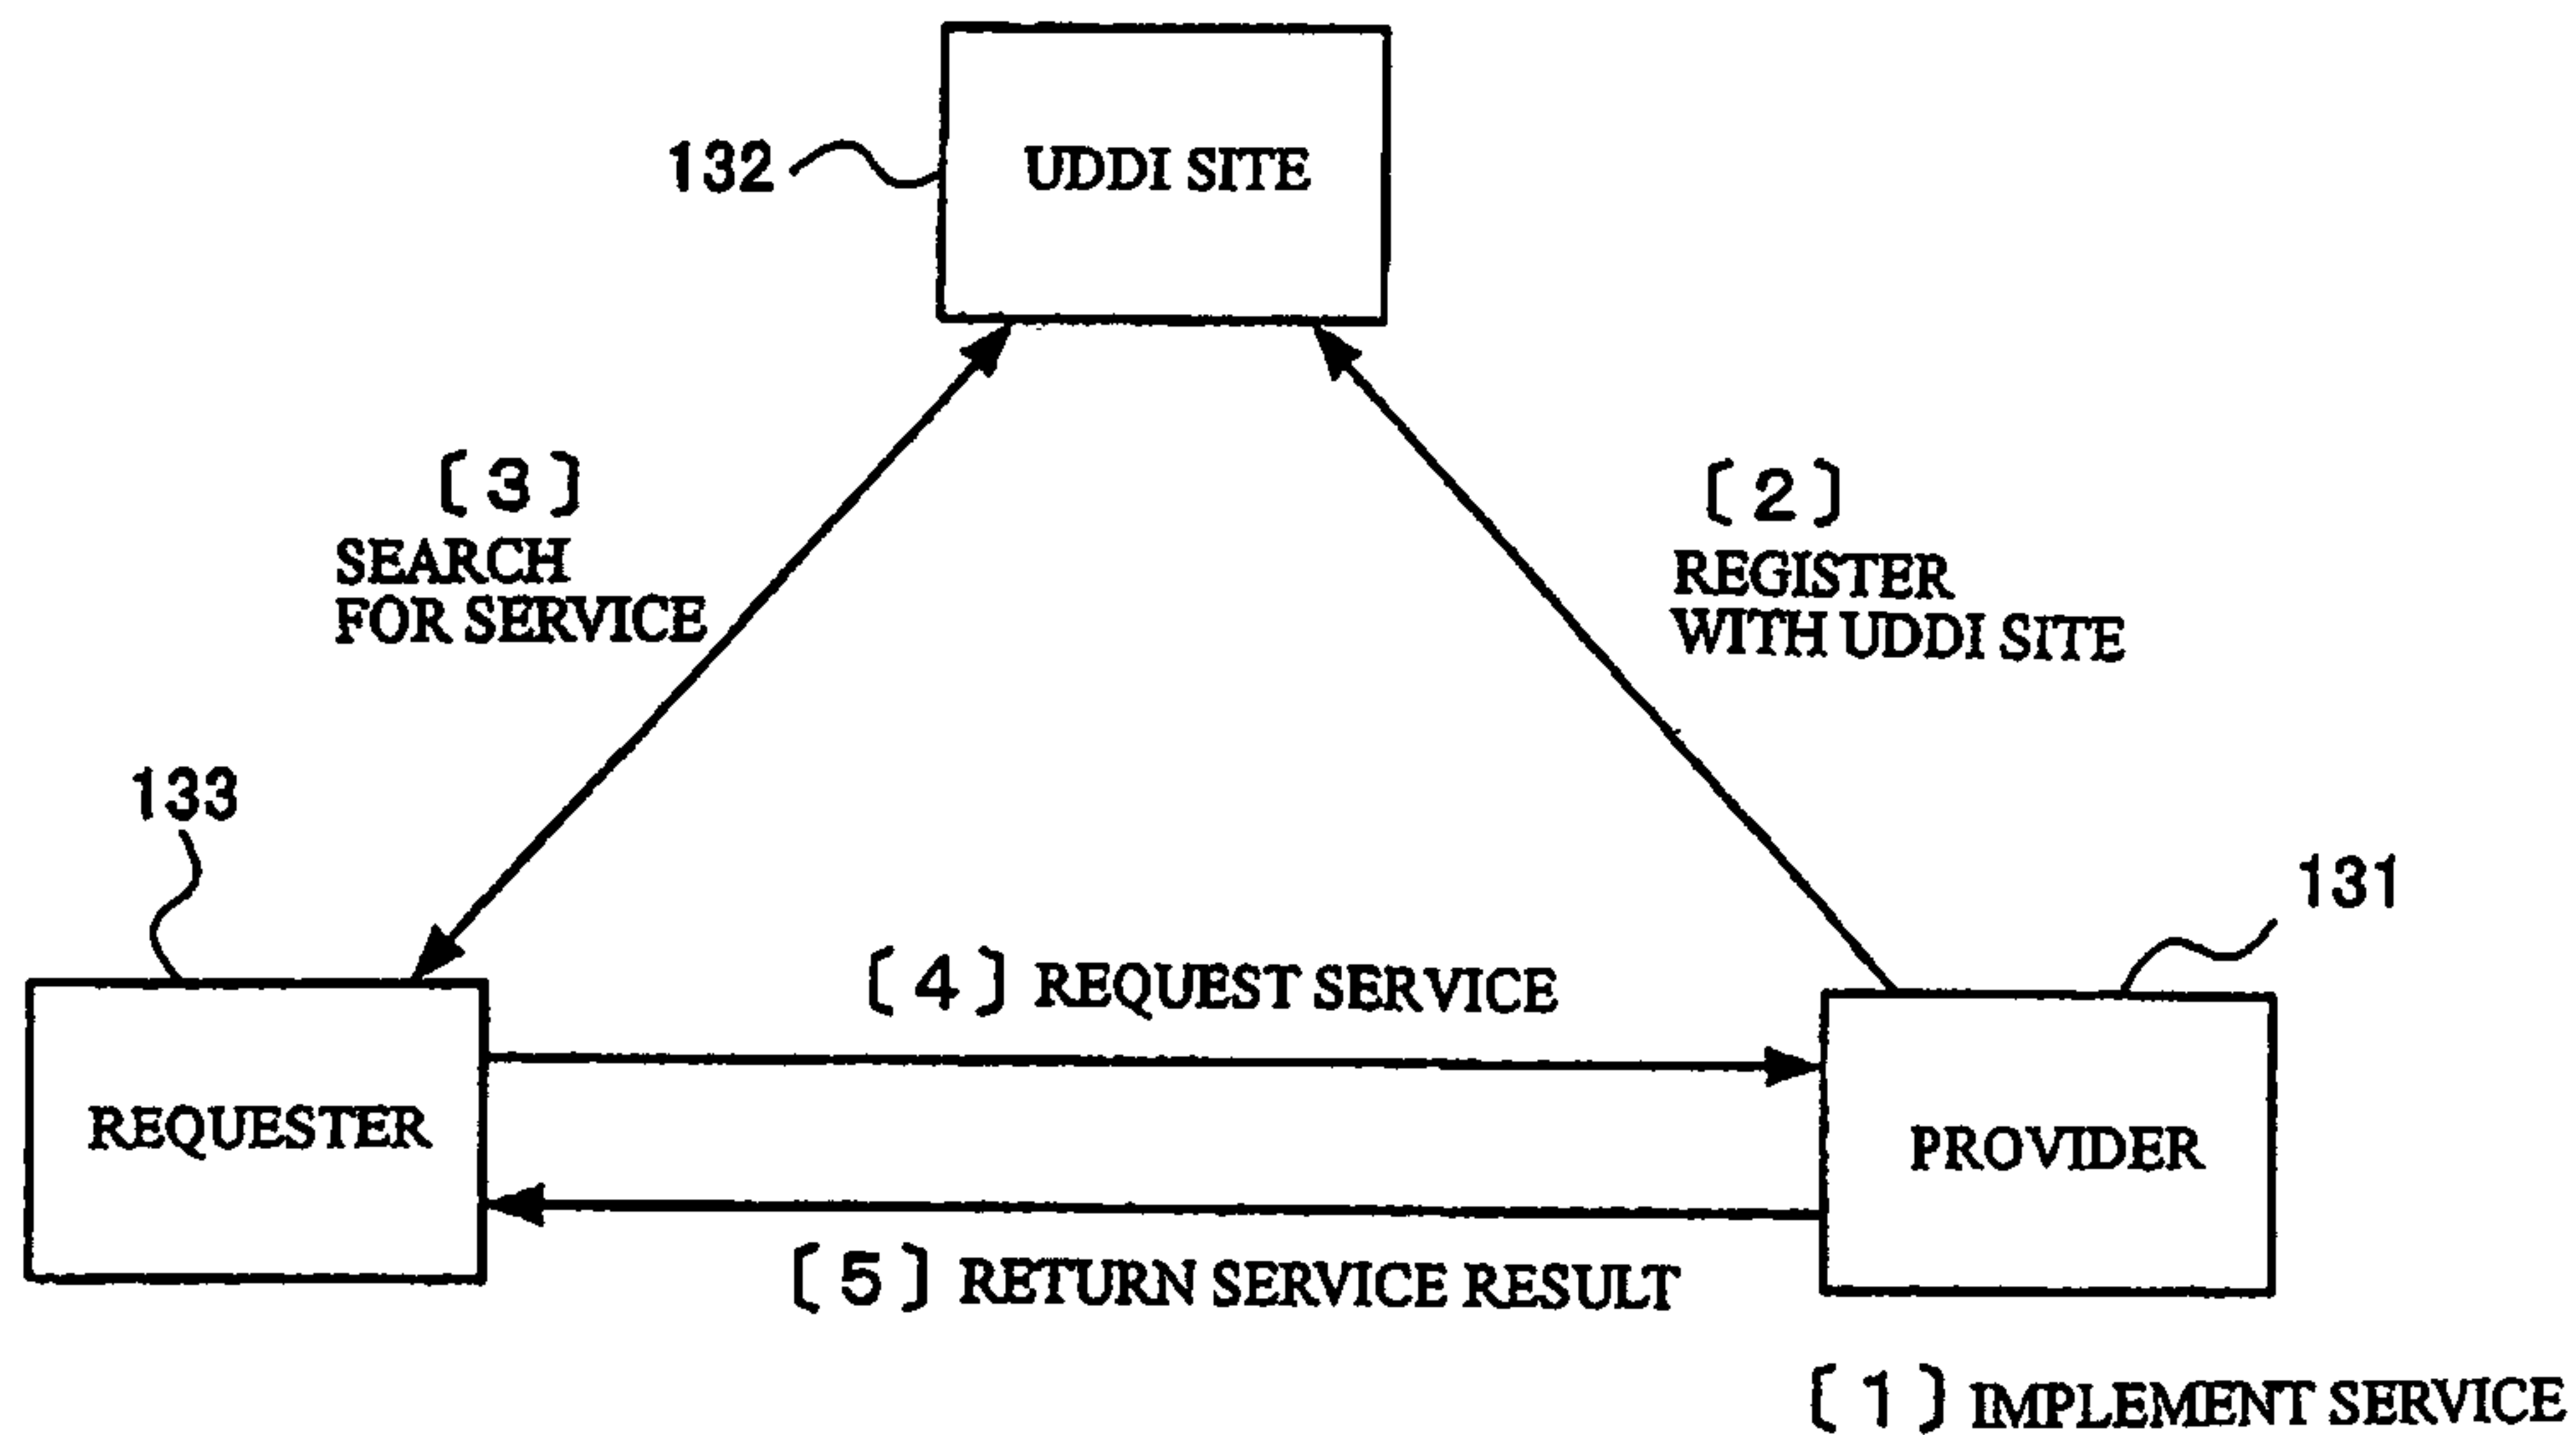 132
UDDI SITE
〔3〕
SEARCH
FOR SERVICE
〔2〕
REGISTER
WITH UDDI SITE
133
131
〔4〕 REQUEST SERVICE
REQUESTER
PROVIDER
〔5〕 RETURN SERVICE RESULT
〔1〕 IMPLEMENT SERVICE